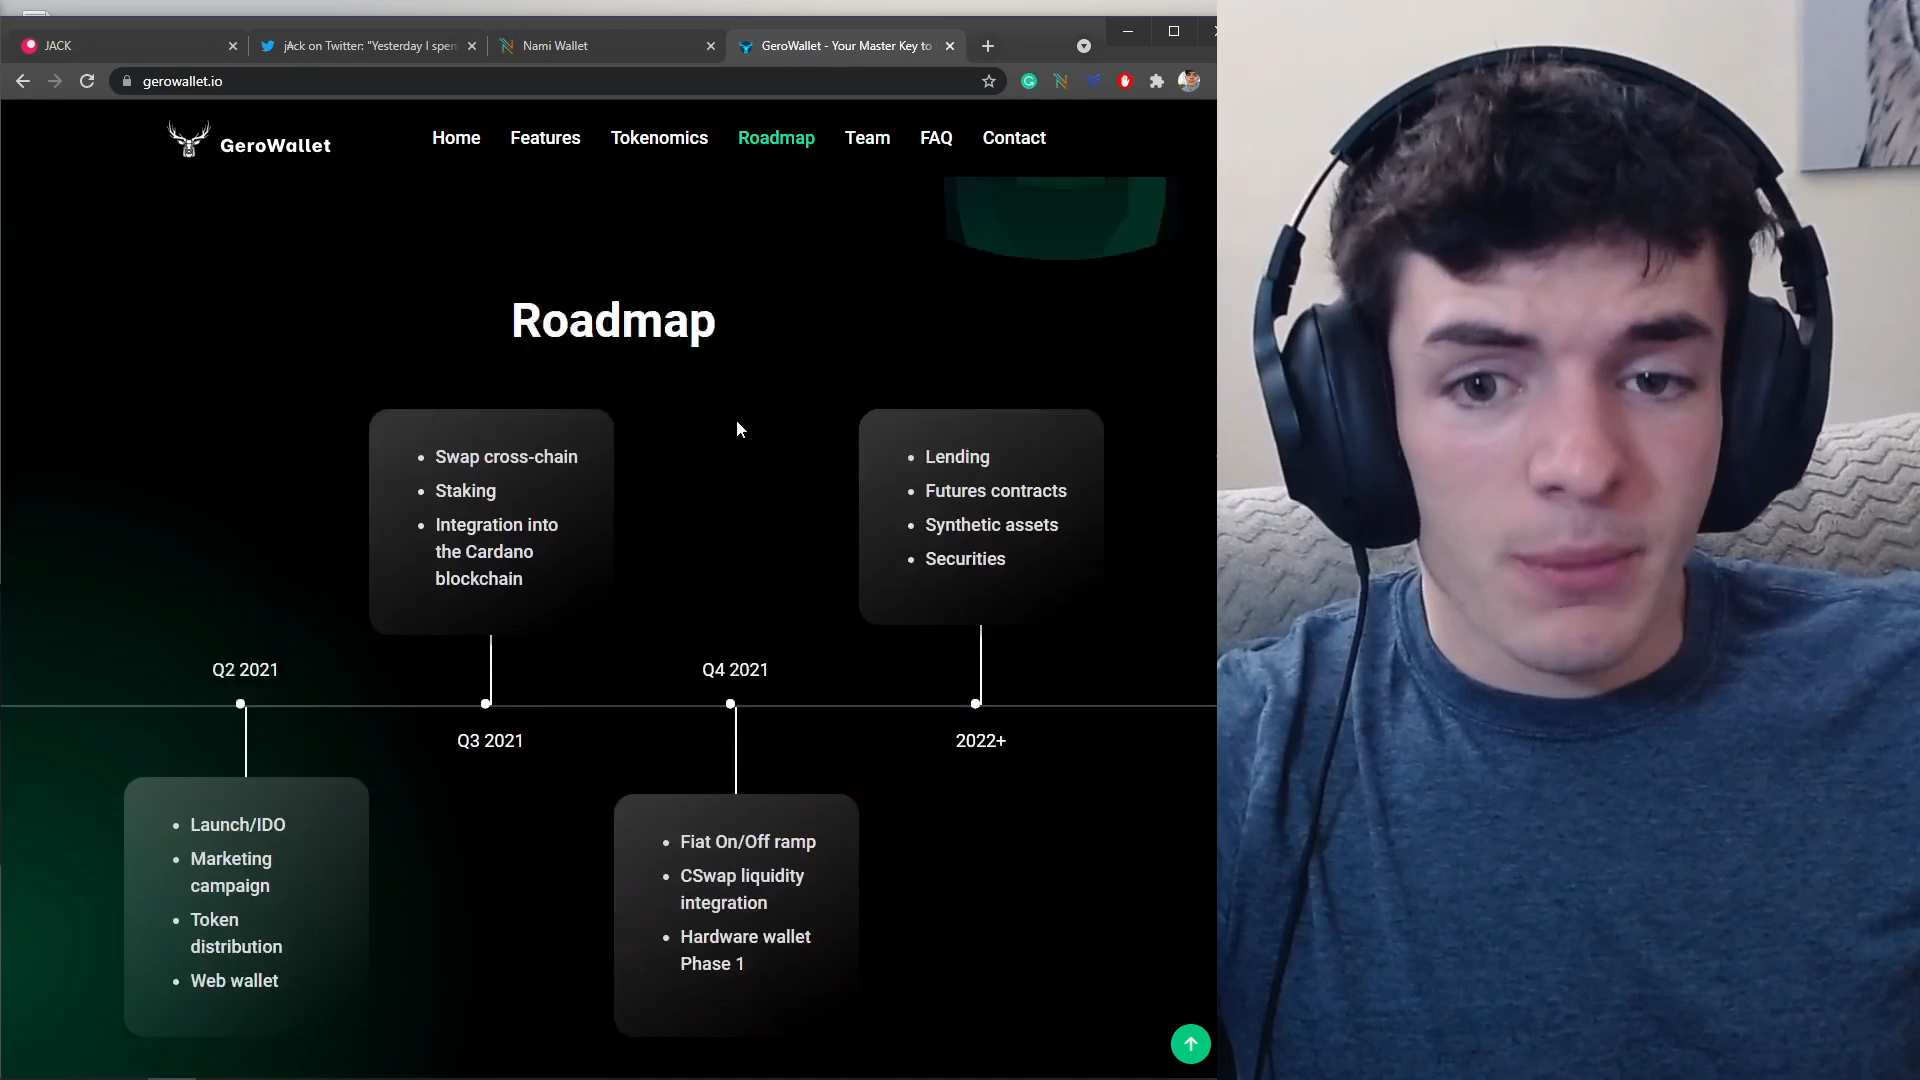 JACK
jɅck on Twitter: "Yesterday I spen
Nami Wallet
GeroWallet - Your Master Key to
gerowallet.io
GeroWallet
Home
Features
Tokenomics
Roadmap
Team
FAQ
Contact
Roadmap
Swap cross-chain
Staking
Integration into
the Cardano
blockchain
Lending
Futures contracts
Synthetic assets
Securities
Q2 2021
Q4 2021
Q3 2021
2022+
Launch/IDO
Marketing
campaign
Token
distribution
Web wallet
Fiat On/Off ramp
CSwap liquidity
integration
Hardware wallet
Phase 1